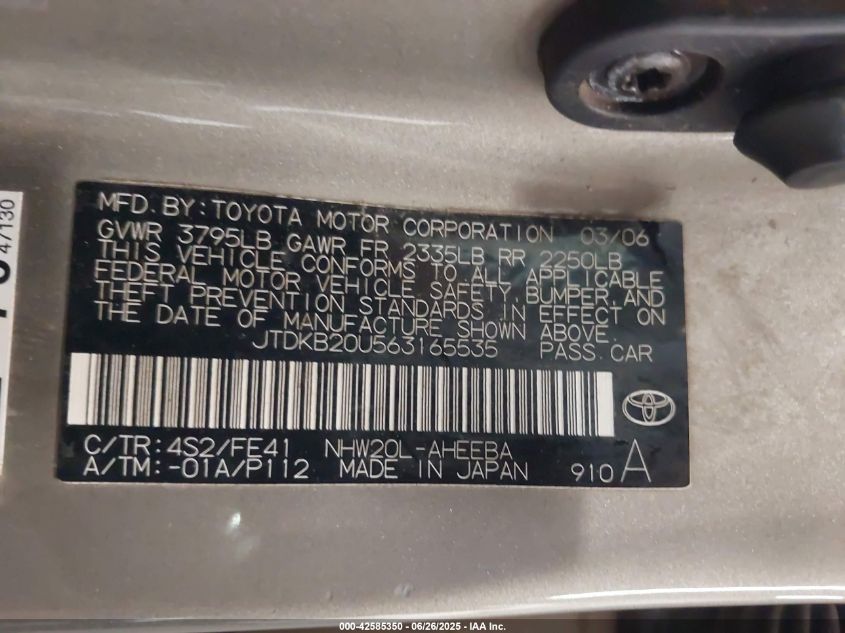 MFD. BY: TOYOTA MOTOR CORPORATION 03/06
GVWR 3795LB GAWR FR 2335LB RR 2250LB
THIS VEHICLE CONFORMS TO ALL APPLICABLE
FEDERAL MOTOR VEHICLE SAFETY, BUMPER, AND
THEFT PREVENTION STANDARDS IN EFFECT ON
THE DATE OF MANUFACTURE SHOWN ABOVE.
JTDKB20U563165535 PASS. CAR
C/TR: 4S2/FE41 NHW20L-AHEEBA
A/TM: -01A/P112 MADE IN JAPAN 910 A
47130
000-42585350 - 06/26/2025 - IAA Inc.